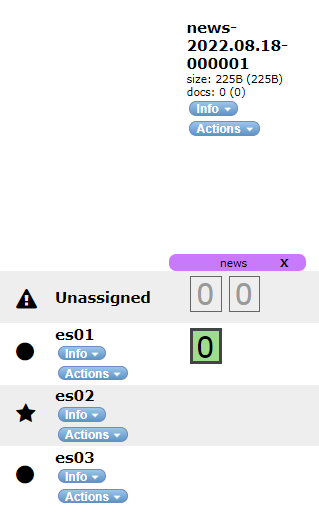 news-
2022.08.18-
000001
size: 225B (225B)
docs: 0 (0)
Info
Actions
news X
Unassigned 0 0
es01 0
Info
Actions
es02
Info
Actions
es03
Info
Actions